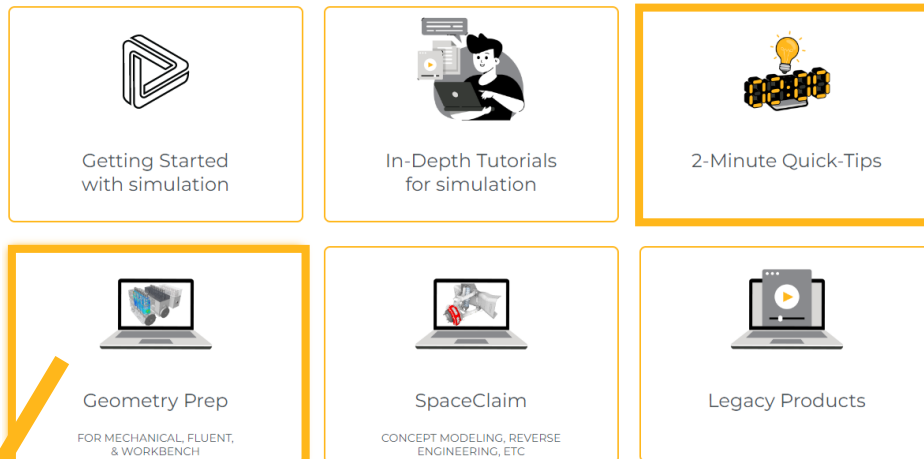 Getting Started
with simulation
In-Depth Tutorials
for simulation
2-Minute Quick-Tips
Geometry Prep
FOR MECHANICAL, FLUENT,
& WORKBENCH
SpaceClaim
CONCEPT MODELING, REVERSE
ENGINEERING, ETC
Legacy Products